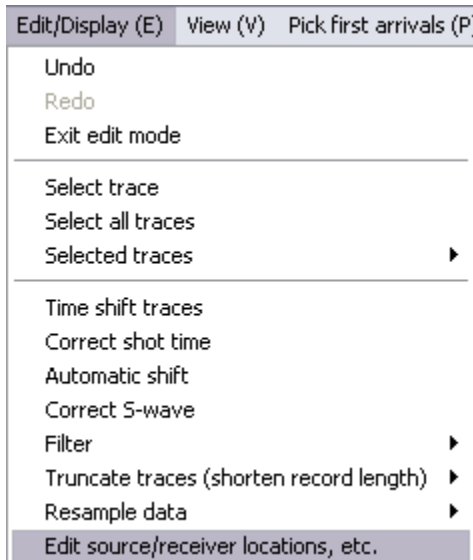 Edit/Display (E) View (V) Pick first arrivals (P)
Undo
Redo
Exit edit mode
Select trace
Select all traces
Selected traces
Time shift traces
Correct shot time
Automatic shift
Correct S-wave
Filter
Truncate traces (shorten record length)
Resample data
Edit source/receiver locations, etc.